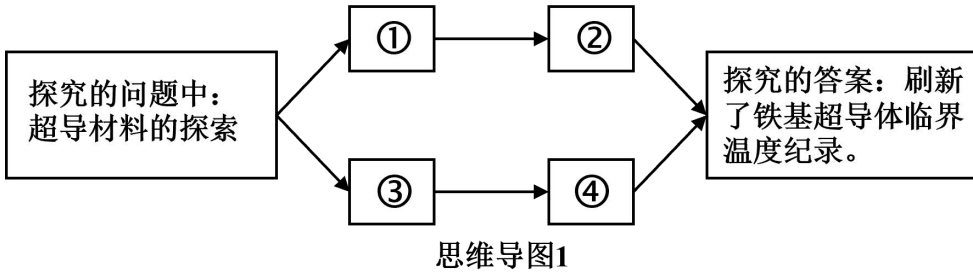 探究的问题中：
超导材料的探索
①
②
③
④
探究的答案：刷新
了铁基超导体临界
温度纪录。
思维导图1